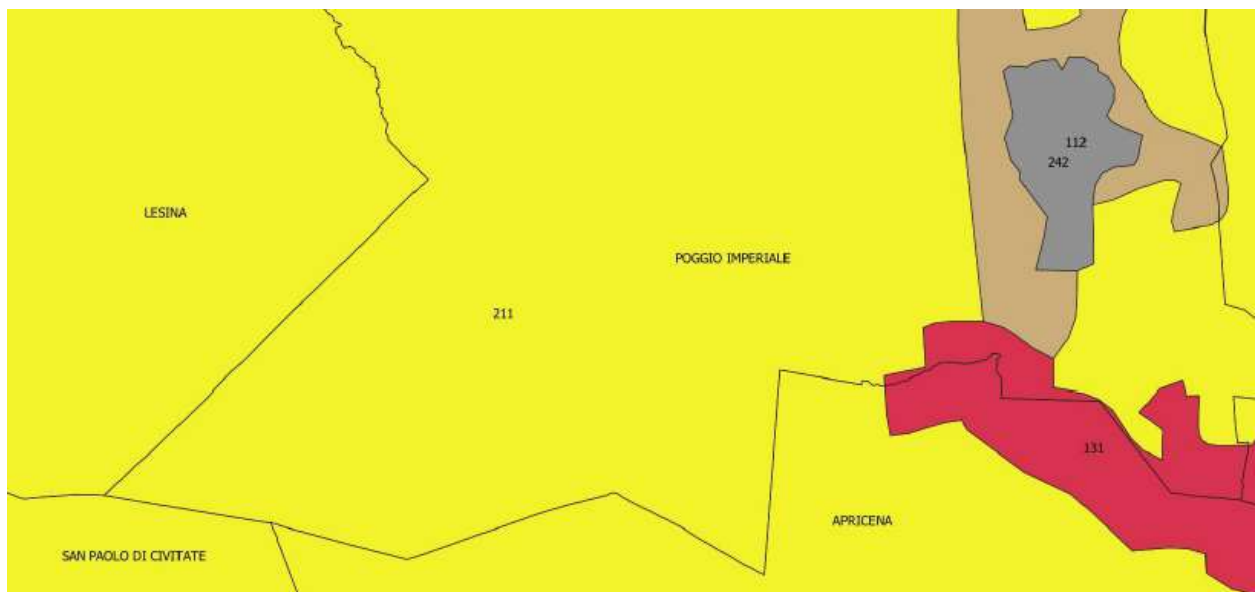 112
242
LESINA
POGGIO IMPERIALE
211
131
APRICENA
SAN PAOLO DI CIVITATE